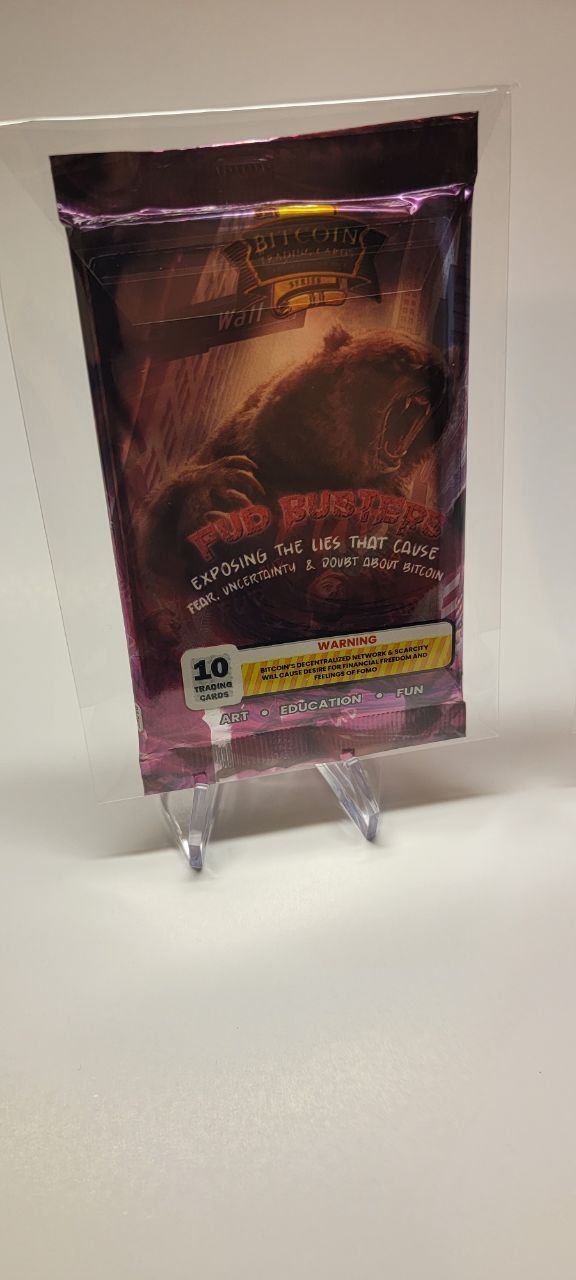 BITCOIN
TRADING CARDS
SERIES
Wall
FUD BUSTERS
EXPOSING THE LIES THAT CAUSE
FEAR, UNCERTAINTY & DOUBT ABOUT BITCOIN
10
TRADING
CARDS
WARNING
BITCOIN'S DECENTRALIZED NETWORK & SCARCITY
WILL CAUSE DESIRE FOR FINANCIAL FREEDOM AND
FEELINGS OF FOMO
ART • EDUCATION • FUN